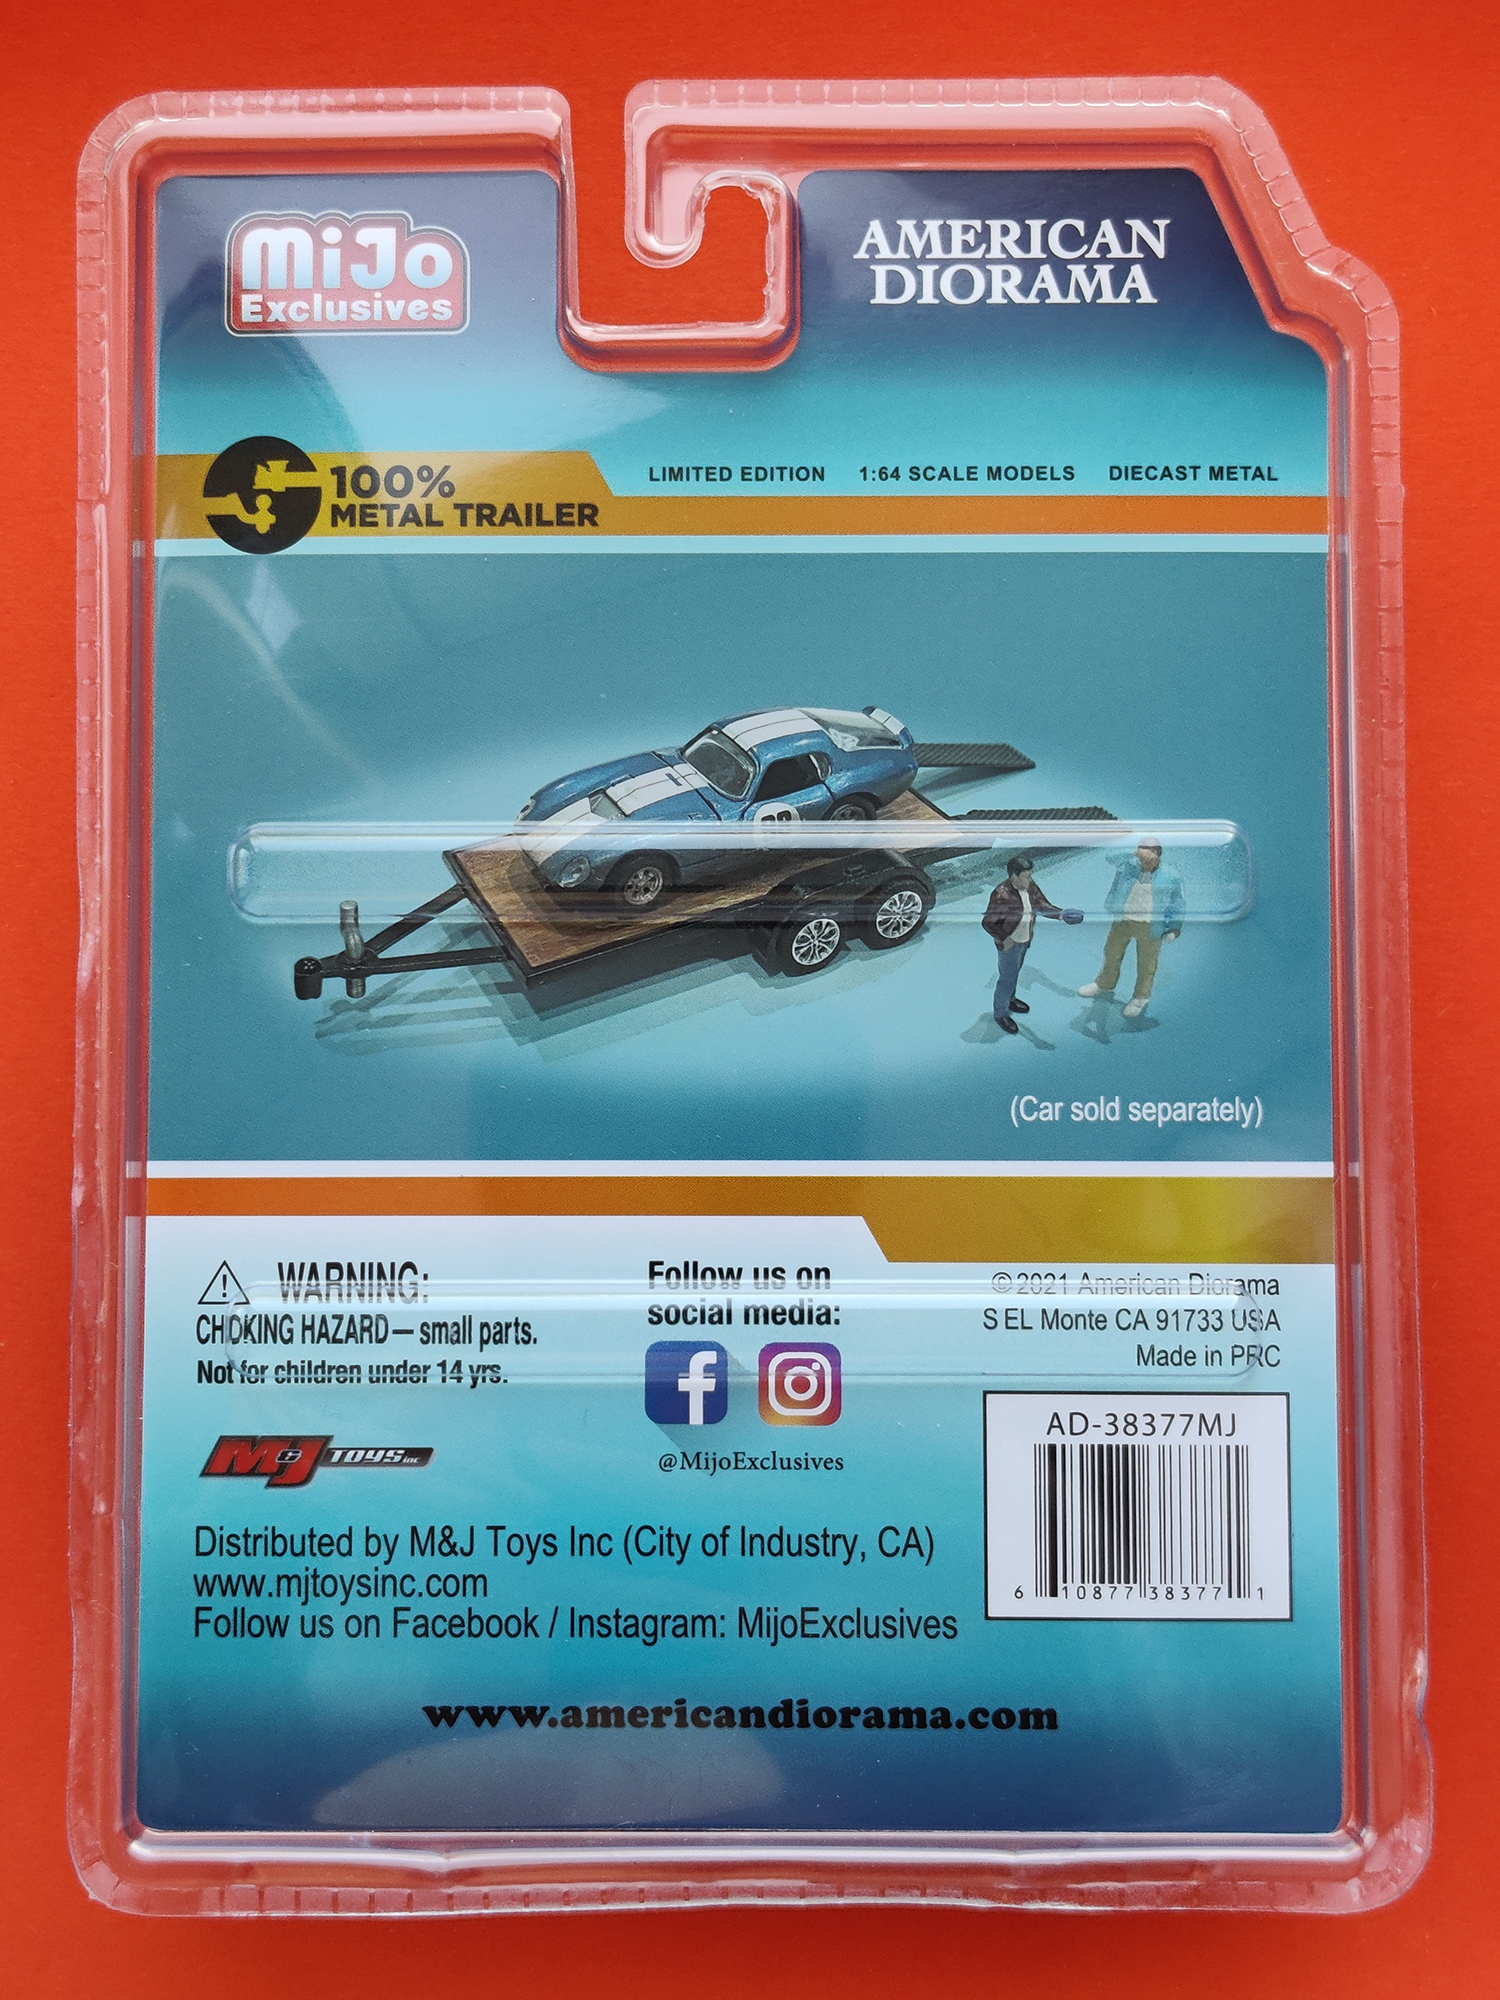 MiJo
Exclusives
AMERICAN
DIORAMA
100%
METAL TRAILER
LIMITED EDITION 1:64 SCALE MODELS DIECAST METAL
(Car sold separately)
WARNING:
CHOKING HAZARD — small parts.
Not for children under 14 yrs.
Follow us on
social media:
@MijoExclusives
© 2021 American Diorama
S EL Monte CA 91733 USA
Made in PRC
AD-38377MJ
6 10877 38377 1
M&J TOYS inc
Distributed by M&J Toys Inc (City of Industry, CA)
www.mjtoysinc.com
Follow us on Facebook / Instagram: MijoExclusives
www.americandiorama.com